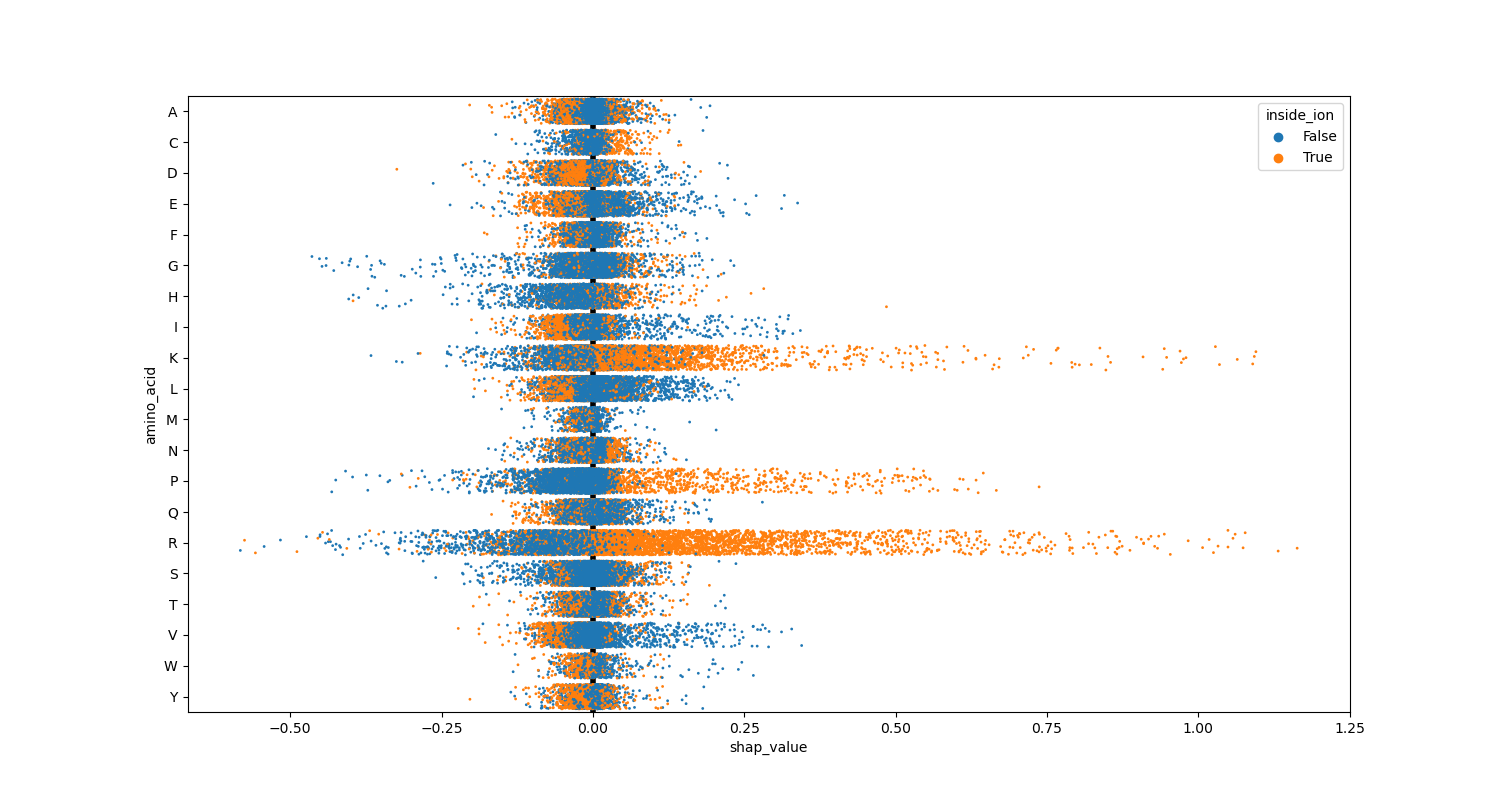 inside_ion
False
True
A
C
D
E
F
G
H
I
K
L
M
N
P
Q
R
S
T
V
W
Y
amino_acid
−0.50
−0.25
0.00
0.25
0.50
0.75
1.00
1.25
shap_value